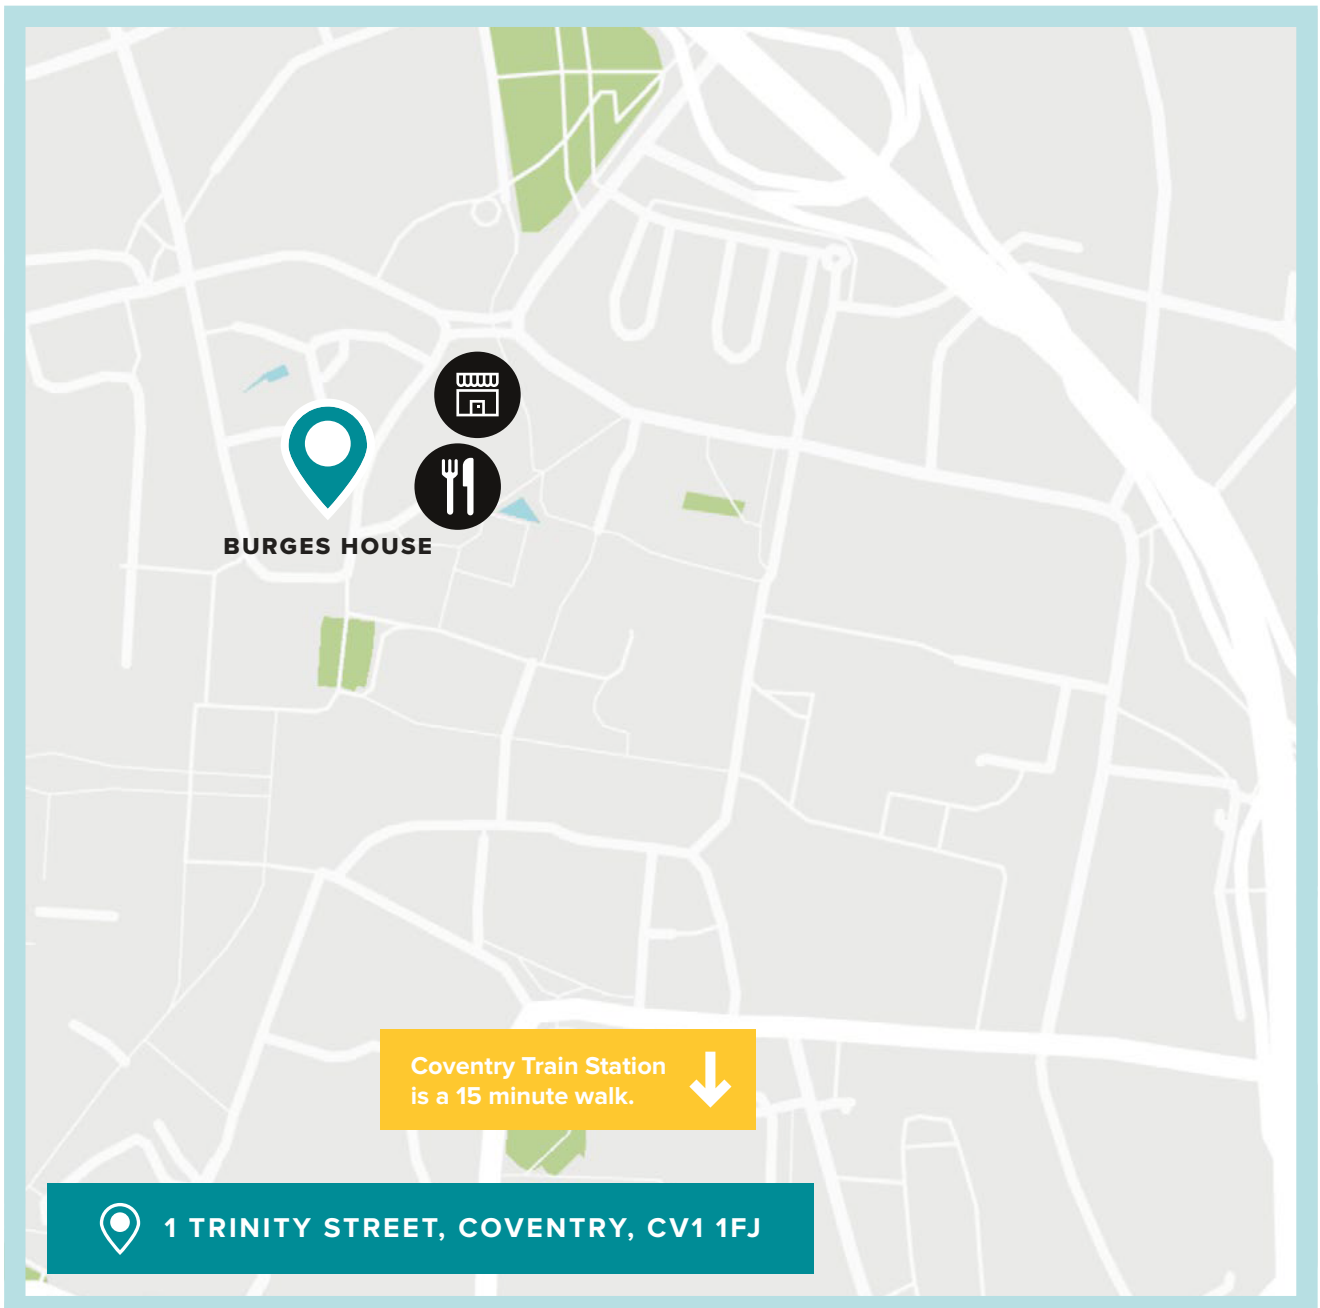 BURGES HOUSE
Coventry Train Station
is a 15 minute walk.
1 TRINITY STREET, COVENTRY, CV1 1FJ